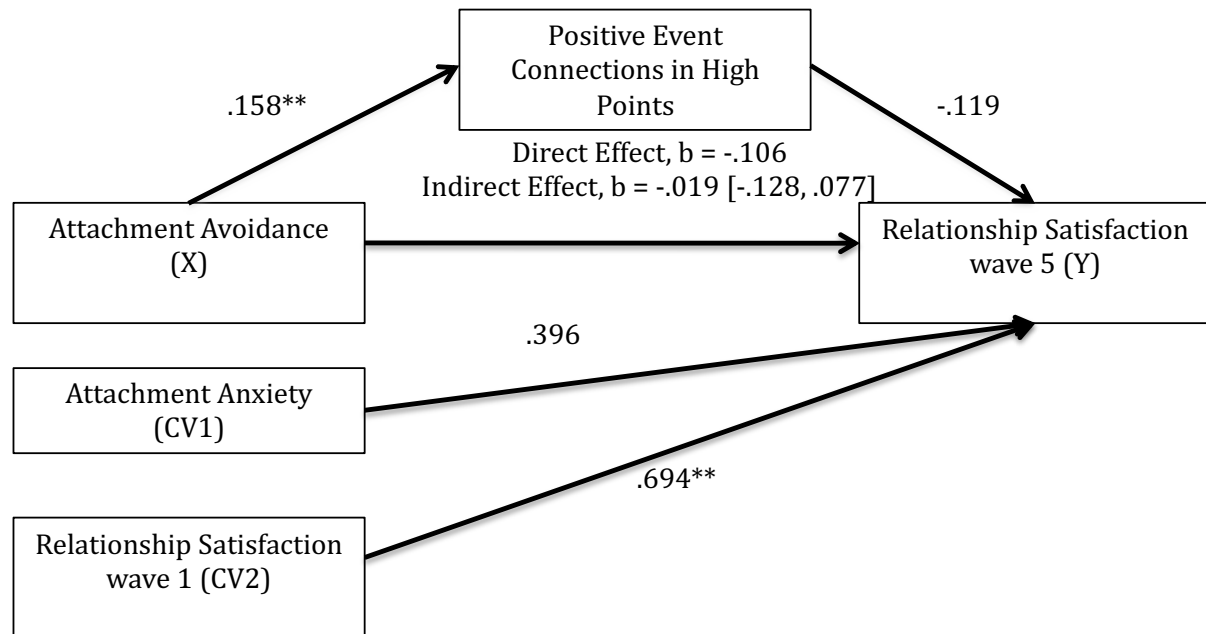 Positive Event
Connections in High
Points
.158**
-.119
Direct Effect, b = -.106
Indirect Effect, b = -.019 [-.128, .077]
Attachment Avoidance
(X)
Relationship Satisfaction
wave 5 (Y)
.396
Attachment Anxiety
(CV1)
.694**
Relationship Satisfaction
wave 1 (CV2)